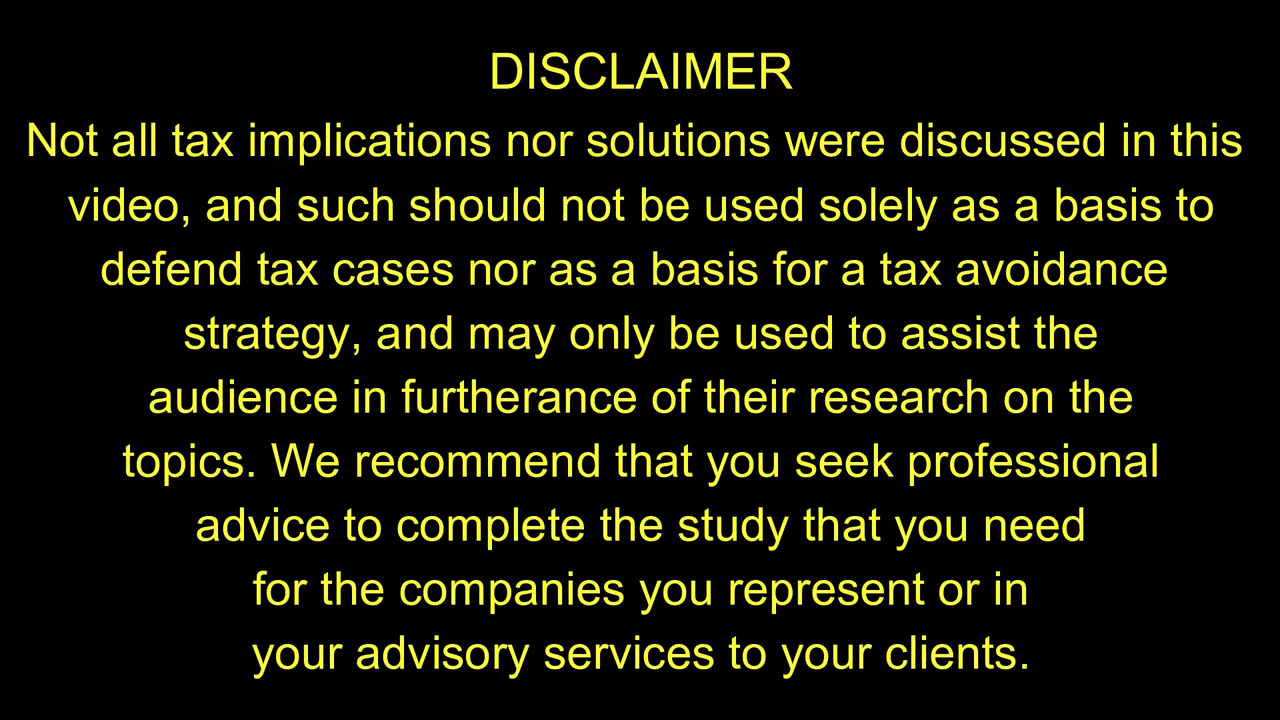 DISCLAIMER
Not all tax implications nor solutions were discussed in this
video, and such should not be used solely as a basis to
defend tax cases nor as a basis for a tax avoidance
strategy, and may only be used to assist the
audience in furtherance of their research on the
topics. We recommend that you seek professional
advice to complete the study that you need
for the companies you represent or in
your advisory services to your clients.